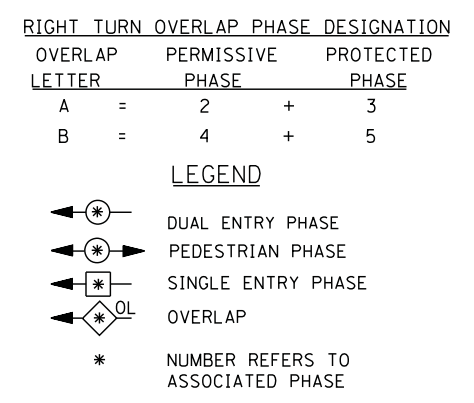 RIGHT TURN OVERLAP PHASE DESIGNATION
OVERLAP PERMISSIVE PROTECTED
LETTER PHASE PHASE
A = 2 + 3
B = 4 + 5
LEGEND
* DUAL ENTRY PHASE
* PEDESTRIAN PHASE
* SINGLE ENTRY PHASE
* OL OVERLAP
* NUMBER REFERS TO
ASSOCIATED PHASE